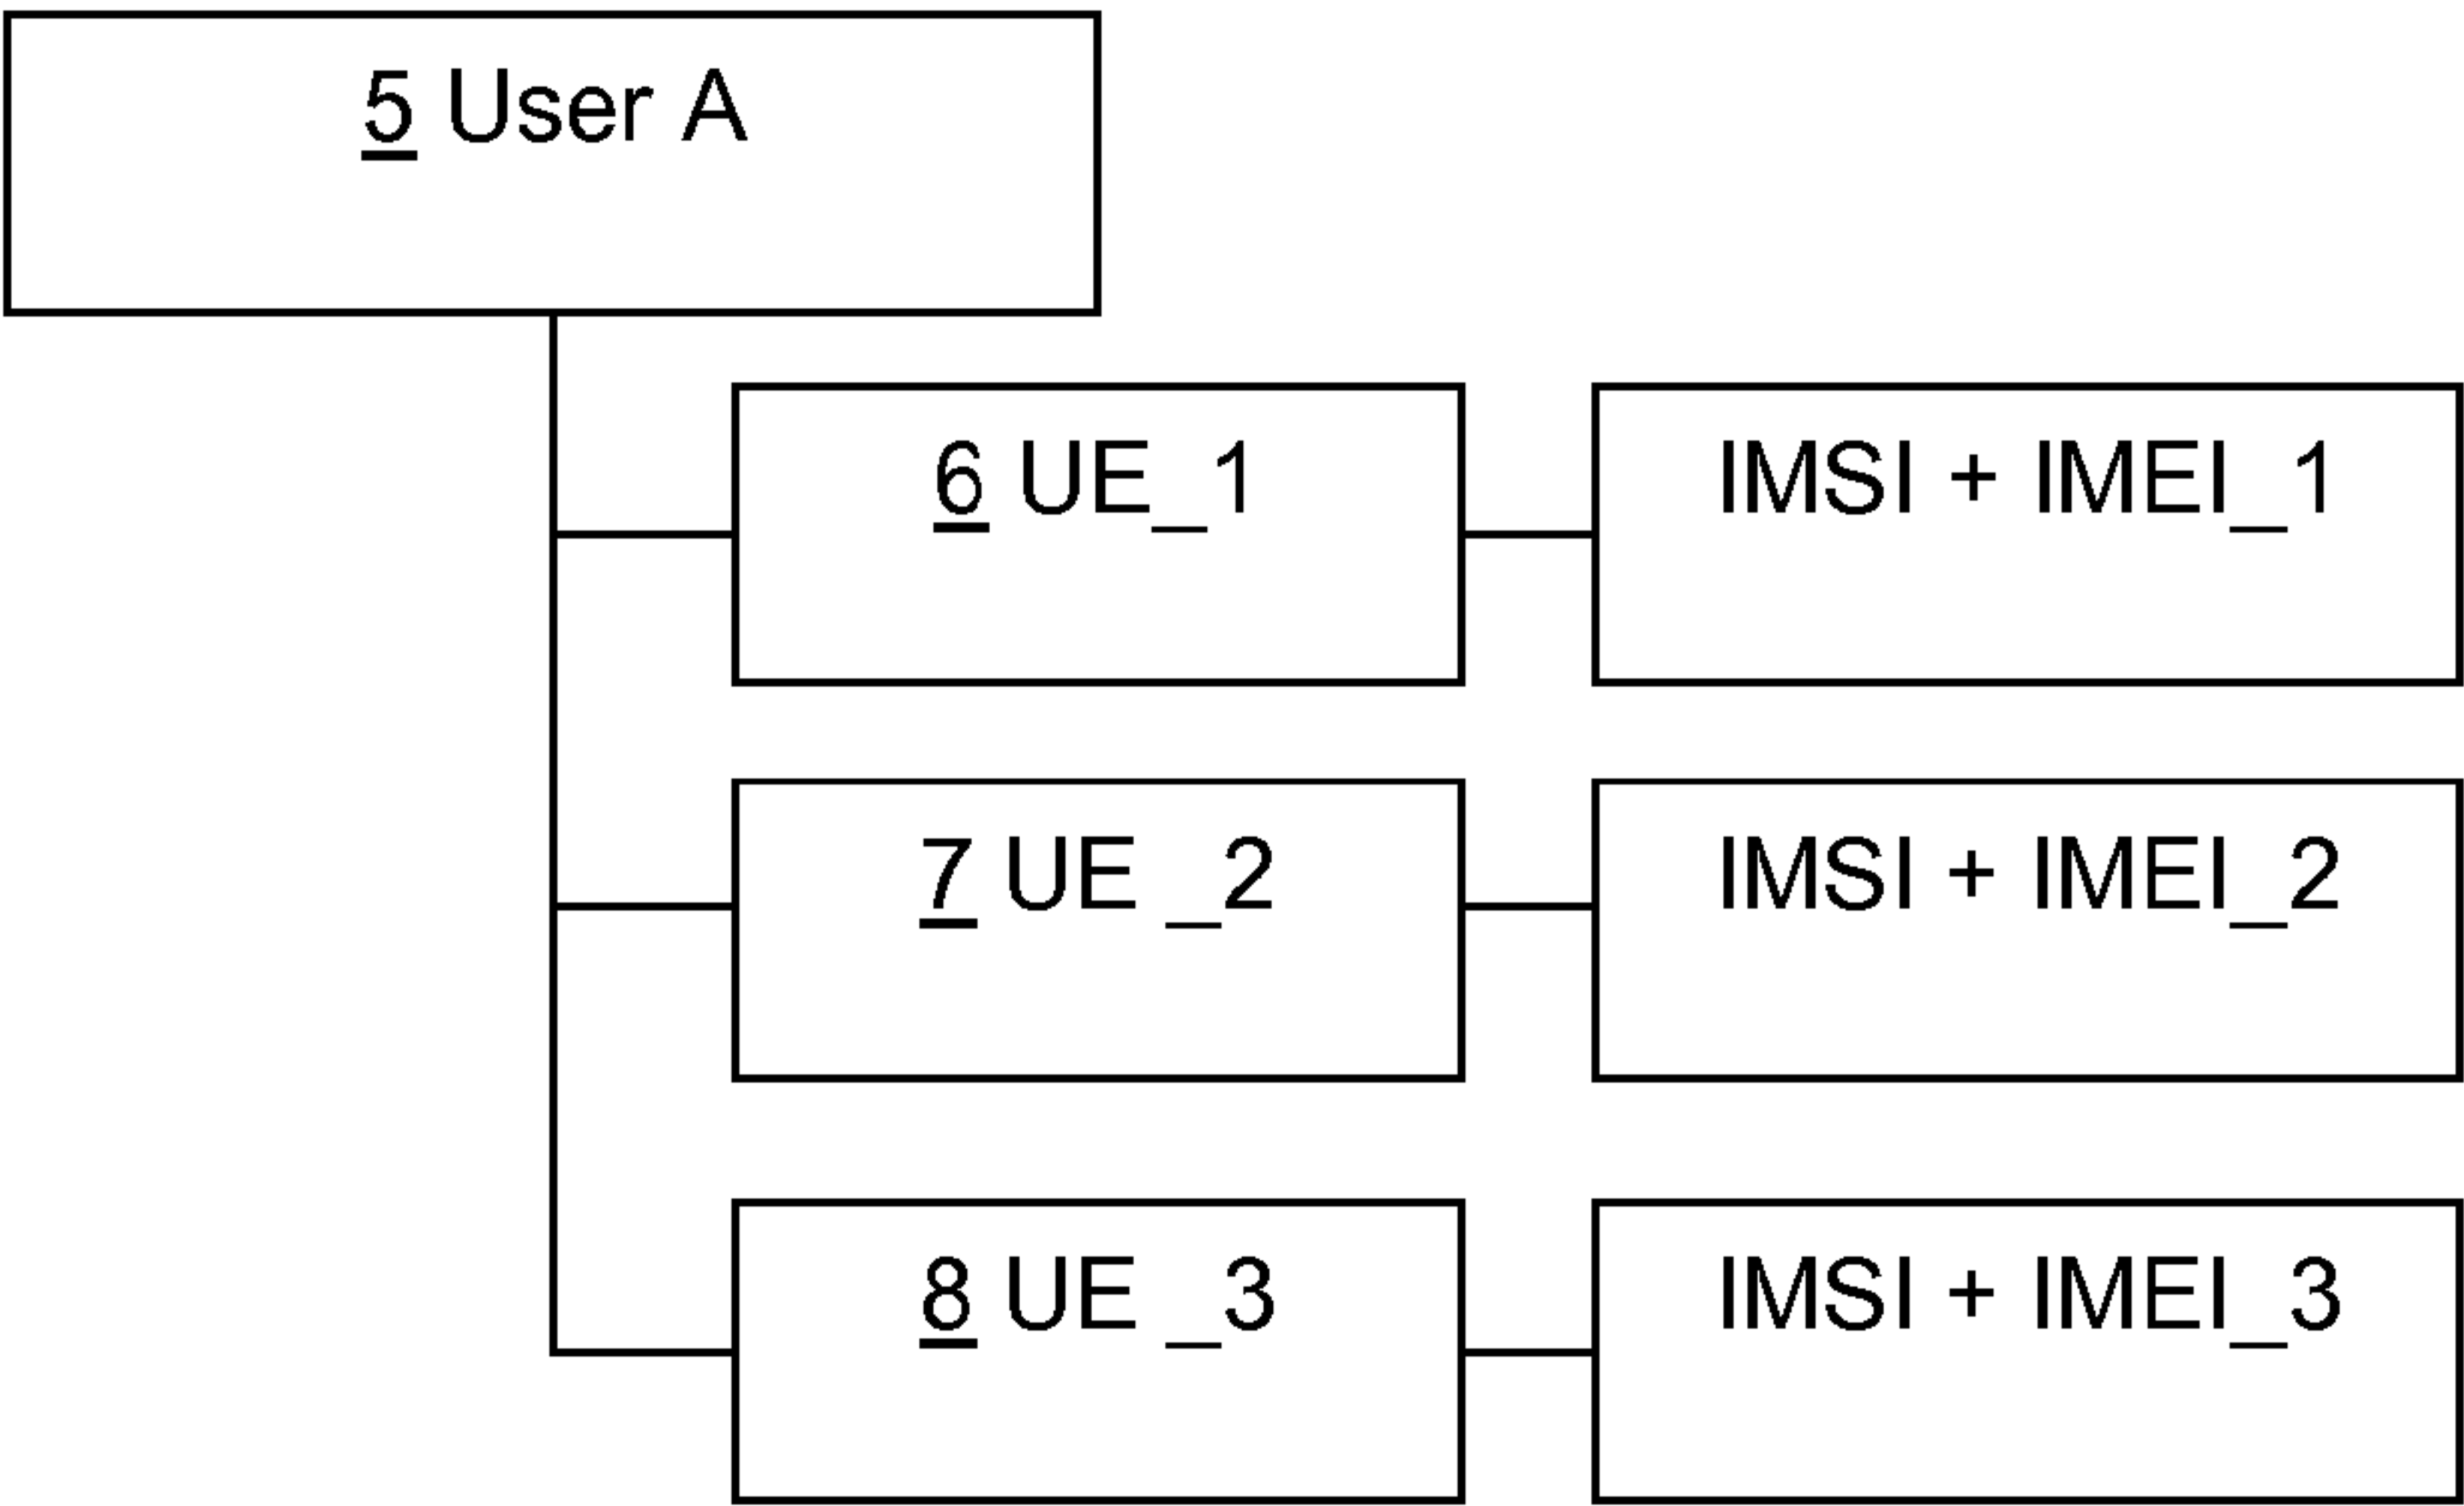 5 User A
6 UE_1
IMSI + IMEI_1
7 UE _2
IMSI + IMEI_2
8 UE _3
IMSI + IMEI_3